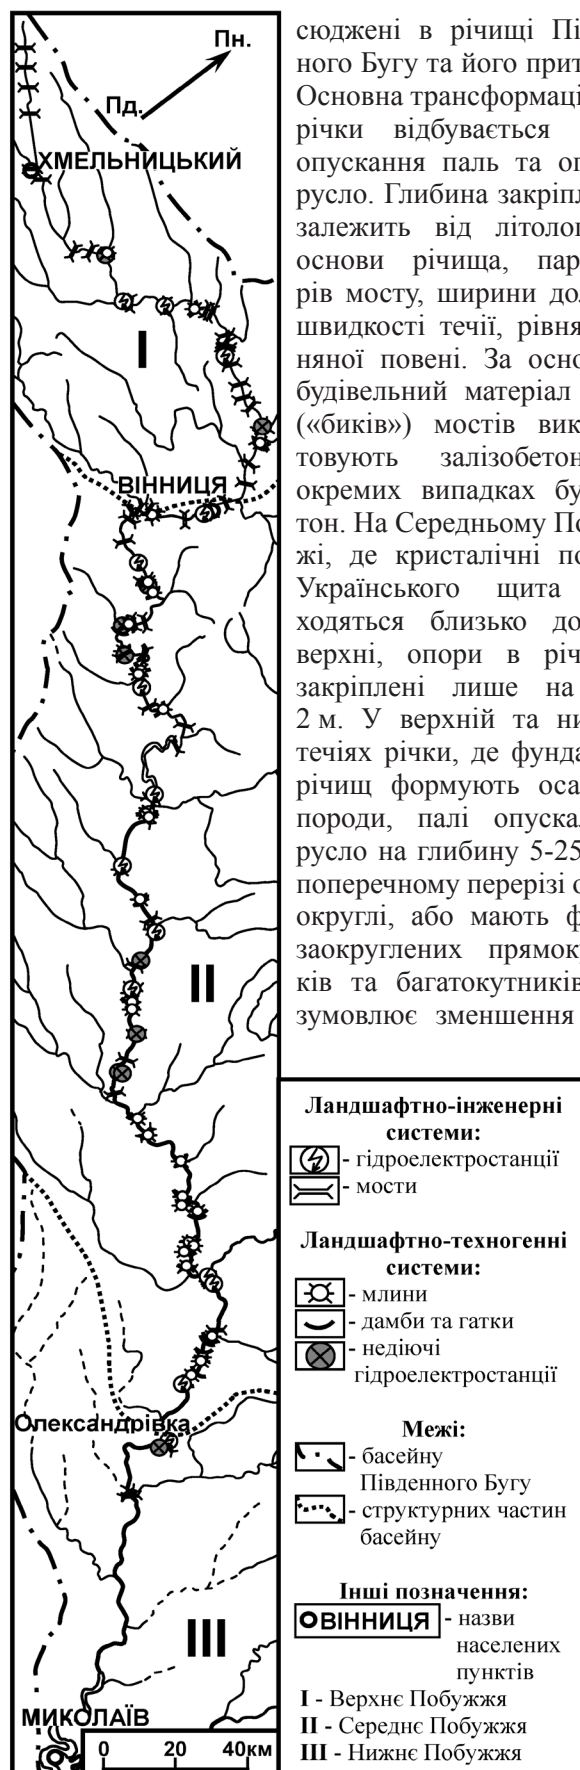 Пн.
Пд.
ХМЕЛЬНИЦЬКИЙ
I
ВІННИЦЯ
II
Олександрівка
III
МИКОЛАЇВ
0 20 40км
сюджені в річищі Пі
ного Бугу та його прит
Основна трансформаці
річки відбувається
опускання паль та оп
русло. Глибина закріпл
залежить від літолог
основи річища, пар
рів мосту, ширини дол
швидкості течії, рівня
няної повені. За осно
будівельний матеріал
(«биків») мостів вик
товують залізобетон
окремих випадках бу
тон. На Середньому По
жі, де кристалічні по
Українського щита
ходяться близько до
верхні, опори в річ
закріплені лише на
2 м. У верхній та ни
течіях річки, де фунда
річищ формують оса
породи, палі опуска
русло на глибину 5-25
поперечному перерізі о
округлі, або мають ф
заокруглених прямок
ків та багатокутників
зумовлює зменшення
Ландшафтно-інженерні
системи:
- гідроелектростанції
- мости
Ландшафтно-техногенні
системи:
- млини
- дамби та гатки
- недіючі
гідроелектростанції
Межі:
- басейну
Південного Бугу
- структурних частин
басейну
Інші позначення:
ВІННИЦЯ - назви
населених
пунктів
I - Верхнє Побужжя
II - Середнє Побужжя
III - Нижнє Побужжя